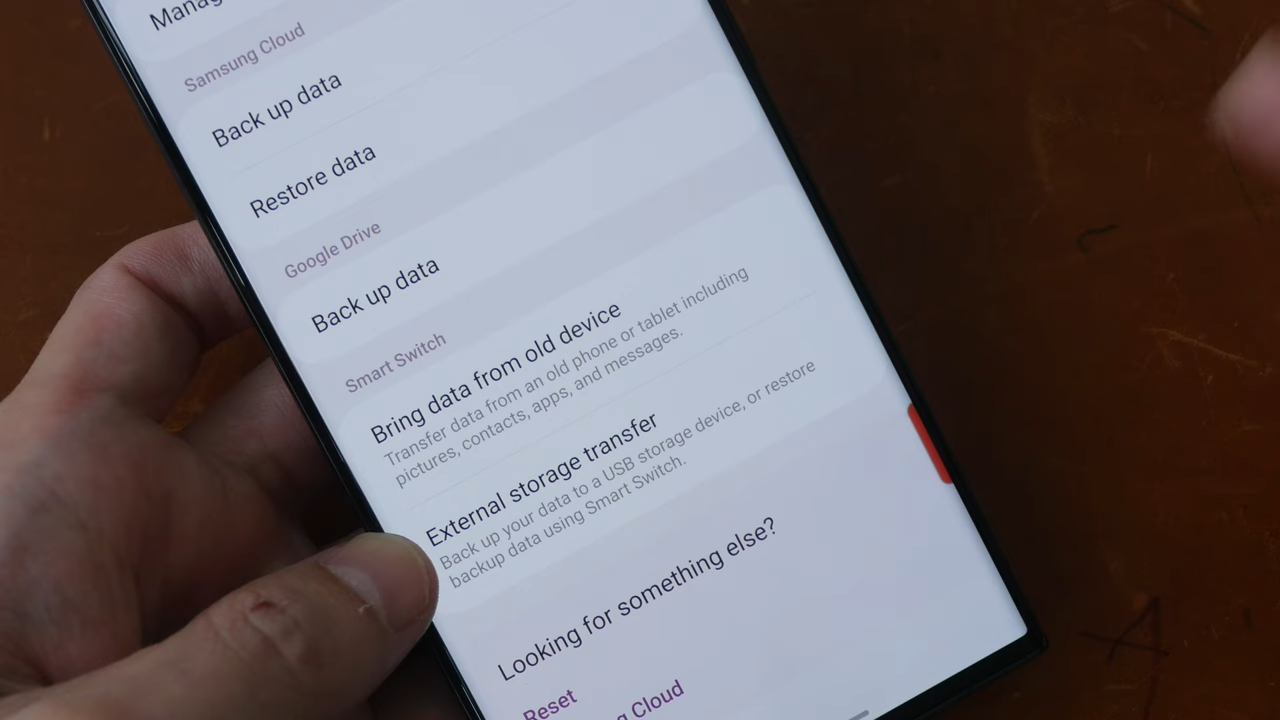 Samsung Cloud
Back up data
Restore data
Google Drive
Back up data
Smart Switch
Bring data from old device
Transfer data from an old phone or tablet including
pictures, contacts, apps, and messages.
External storage transfer
Back up your data to a USB storage device, or restore
backup data using Smart Switch.
Looking for something else?
Reset
Cloud